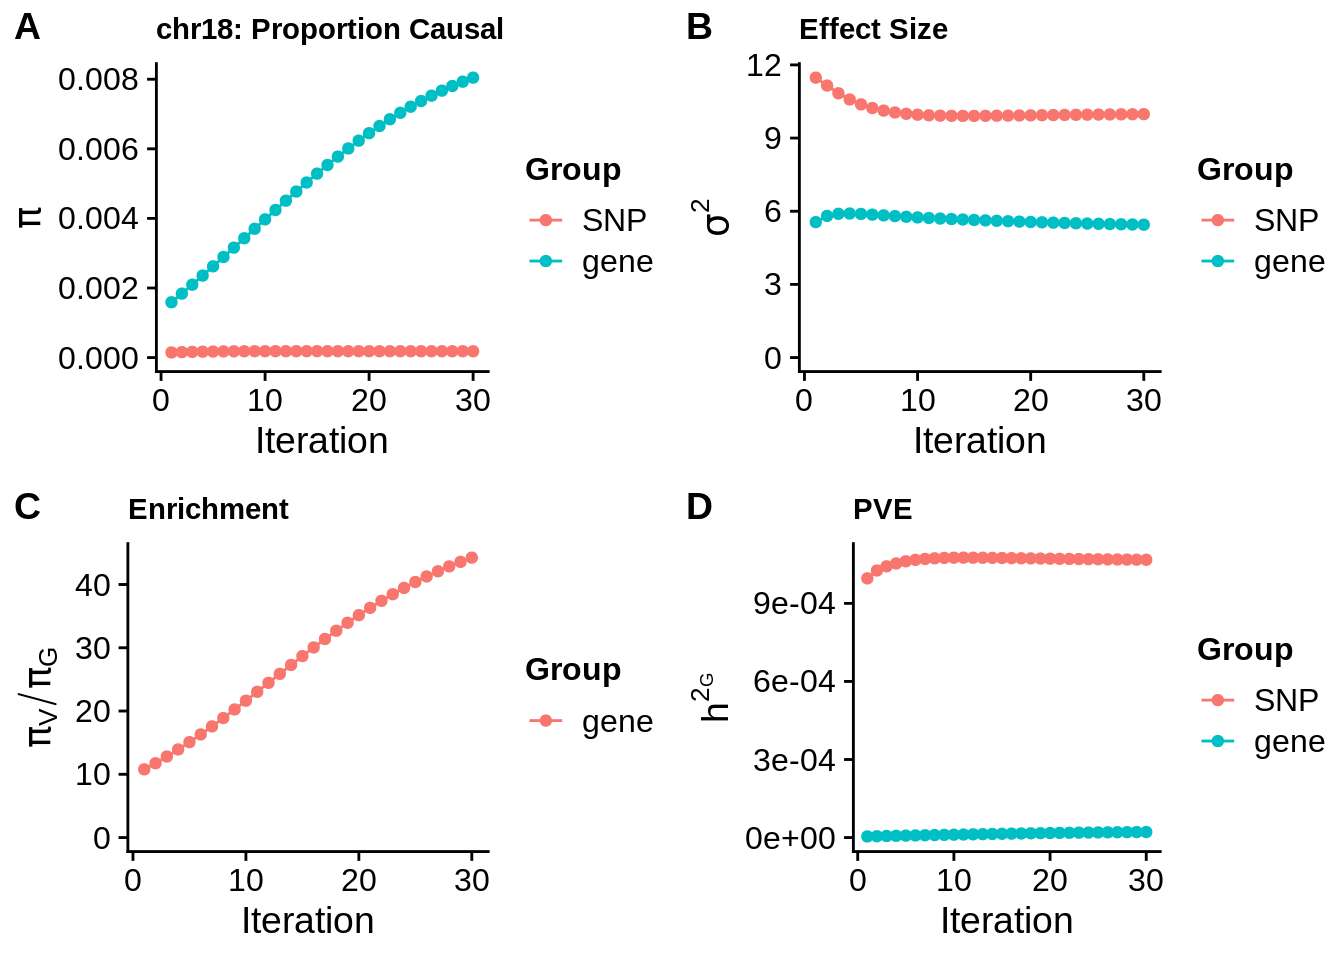 A
chr18: Proportion Causal
π
0.008
0.006
0.004
0.002
0.000
0 10 20 30
Iteration
Group
SNP
gene
B
Effect Size
σ²
12
9
6
3
0
0 10 20 30
Iteration
Group
SNP
gene
C
Enrichment
πV/πG
40
30
20
10
0
0 10 20 30
Iteration
Group
gene
D
PVE
h²G
9e-04
6e-04
3e-04
0e+00
0 10 20 30
Iteration
Group
SNP
gene